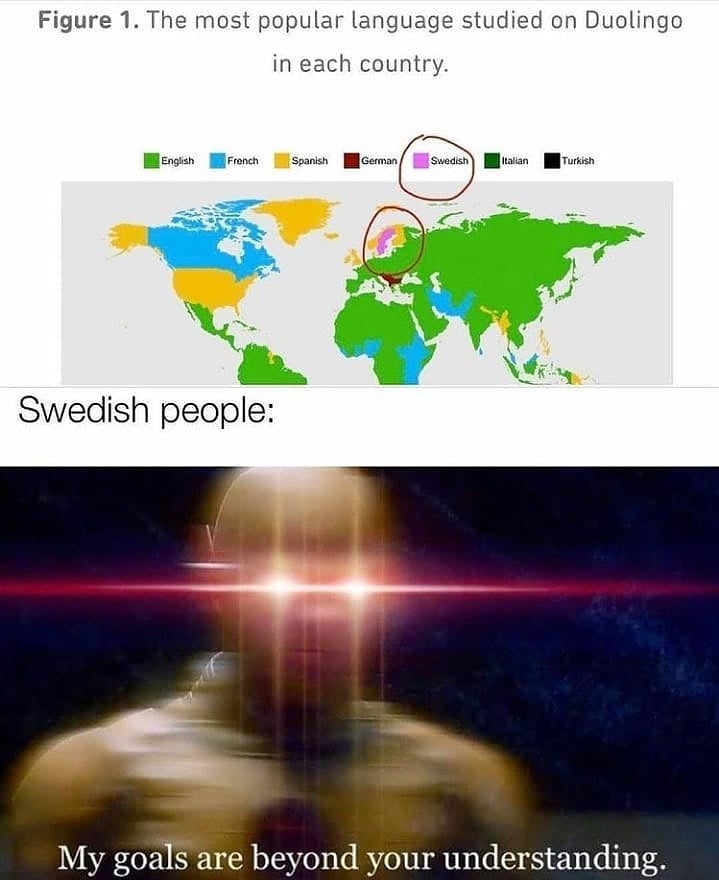 Figure 1. The most popular language studied on Duolingo
in each country.
English French Spanish German Swedish Italian Turkish
Swedish people:
My goals are beyond your understanding.